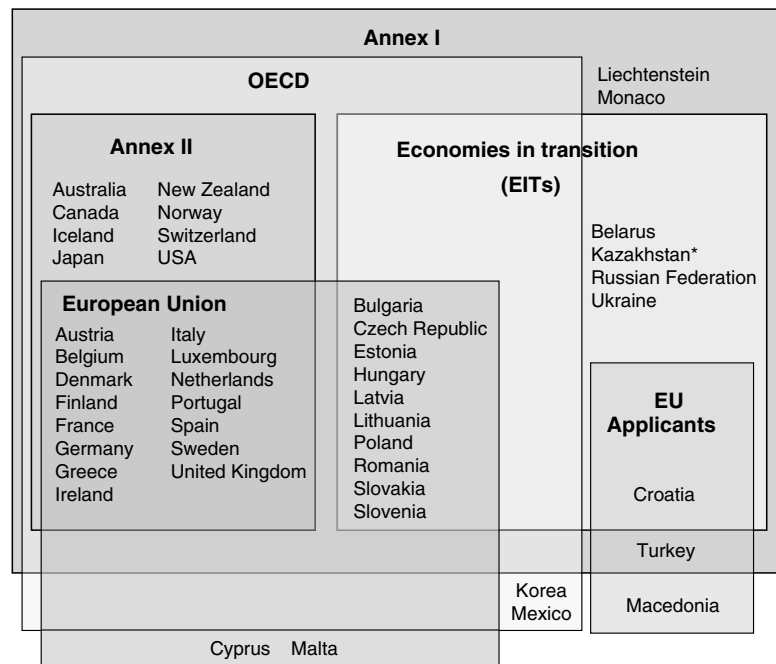 Annex I
OECD
Liechtenstein
Monaco
Annex II
Australia New Zealand
Canada Norway
Iceland Switzerland
Japan USA
Economies in transition
(EITs)
Belarus
Kazakhstan*
Russian Federation
Ukraine
European Union
Austria Italy
Belgium Luxembourg
Denmark Netherlands
Finland Portugal
France Spain
Germany Sweden
Greece United Kingdom
Ireland
Bulgaria
Czech Republic
Estonia
Hungary
Latvia
Lithuania
Poland
Romania
Slovakia
Slovenia
EU
Applicants
Croatia
Turkey
Macedonia
Korea
Mexico
Cyprus Malta